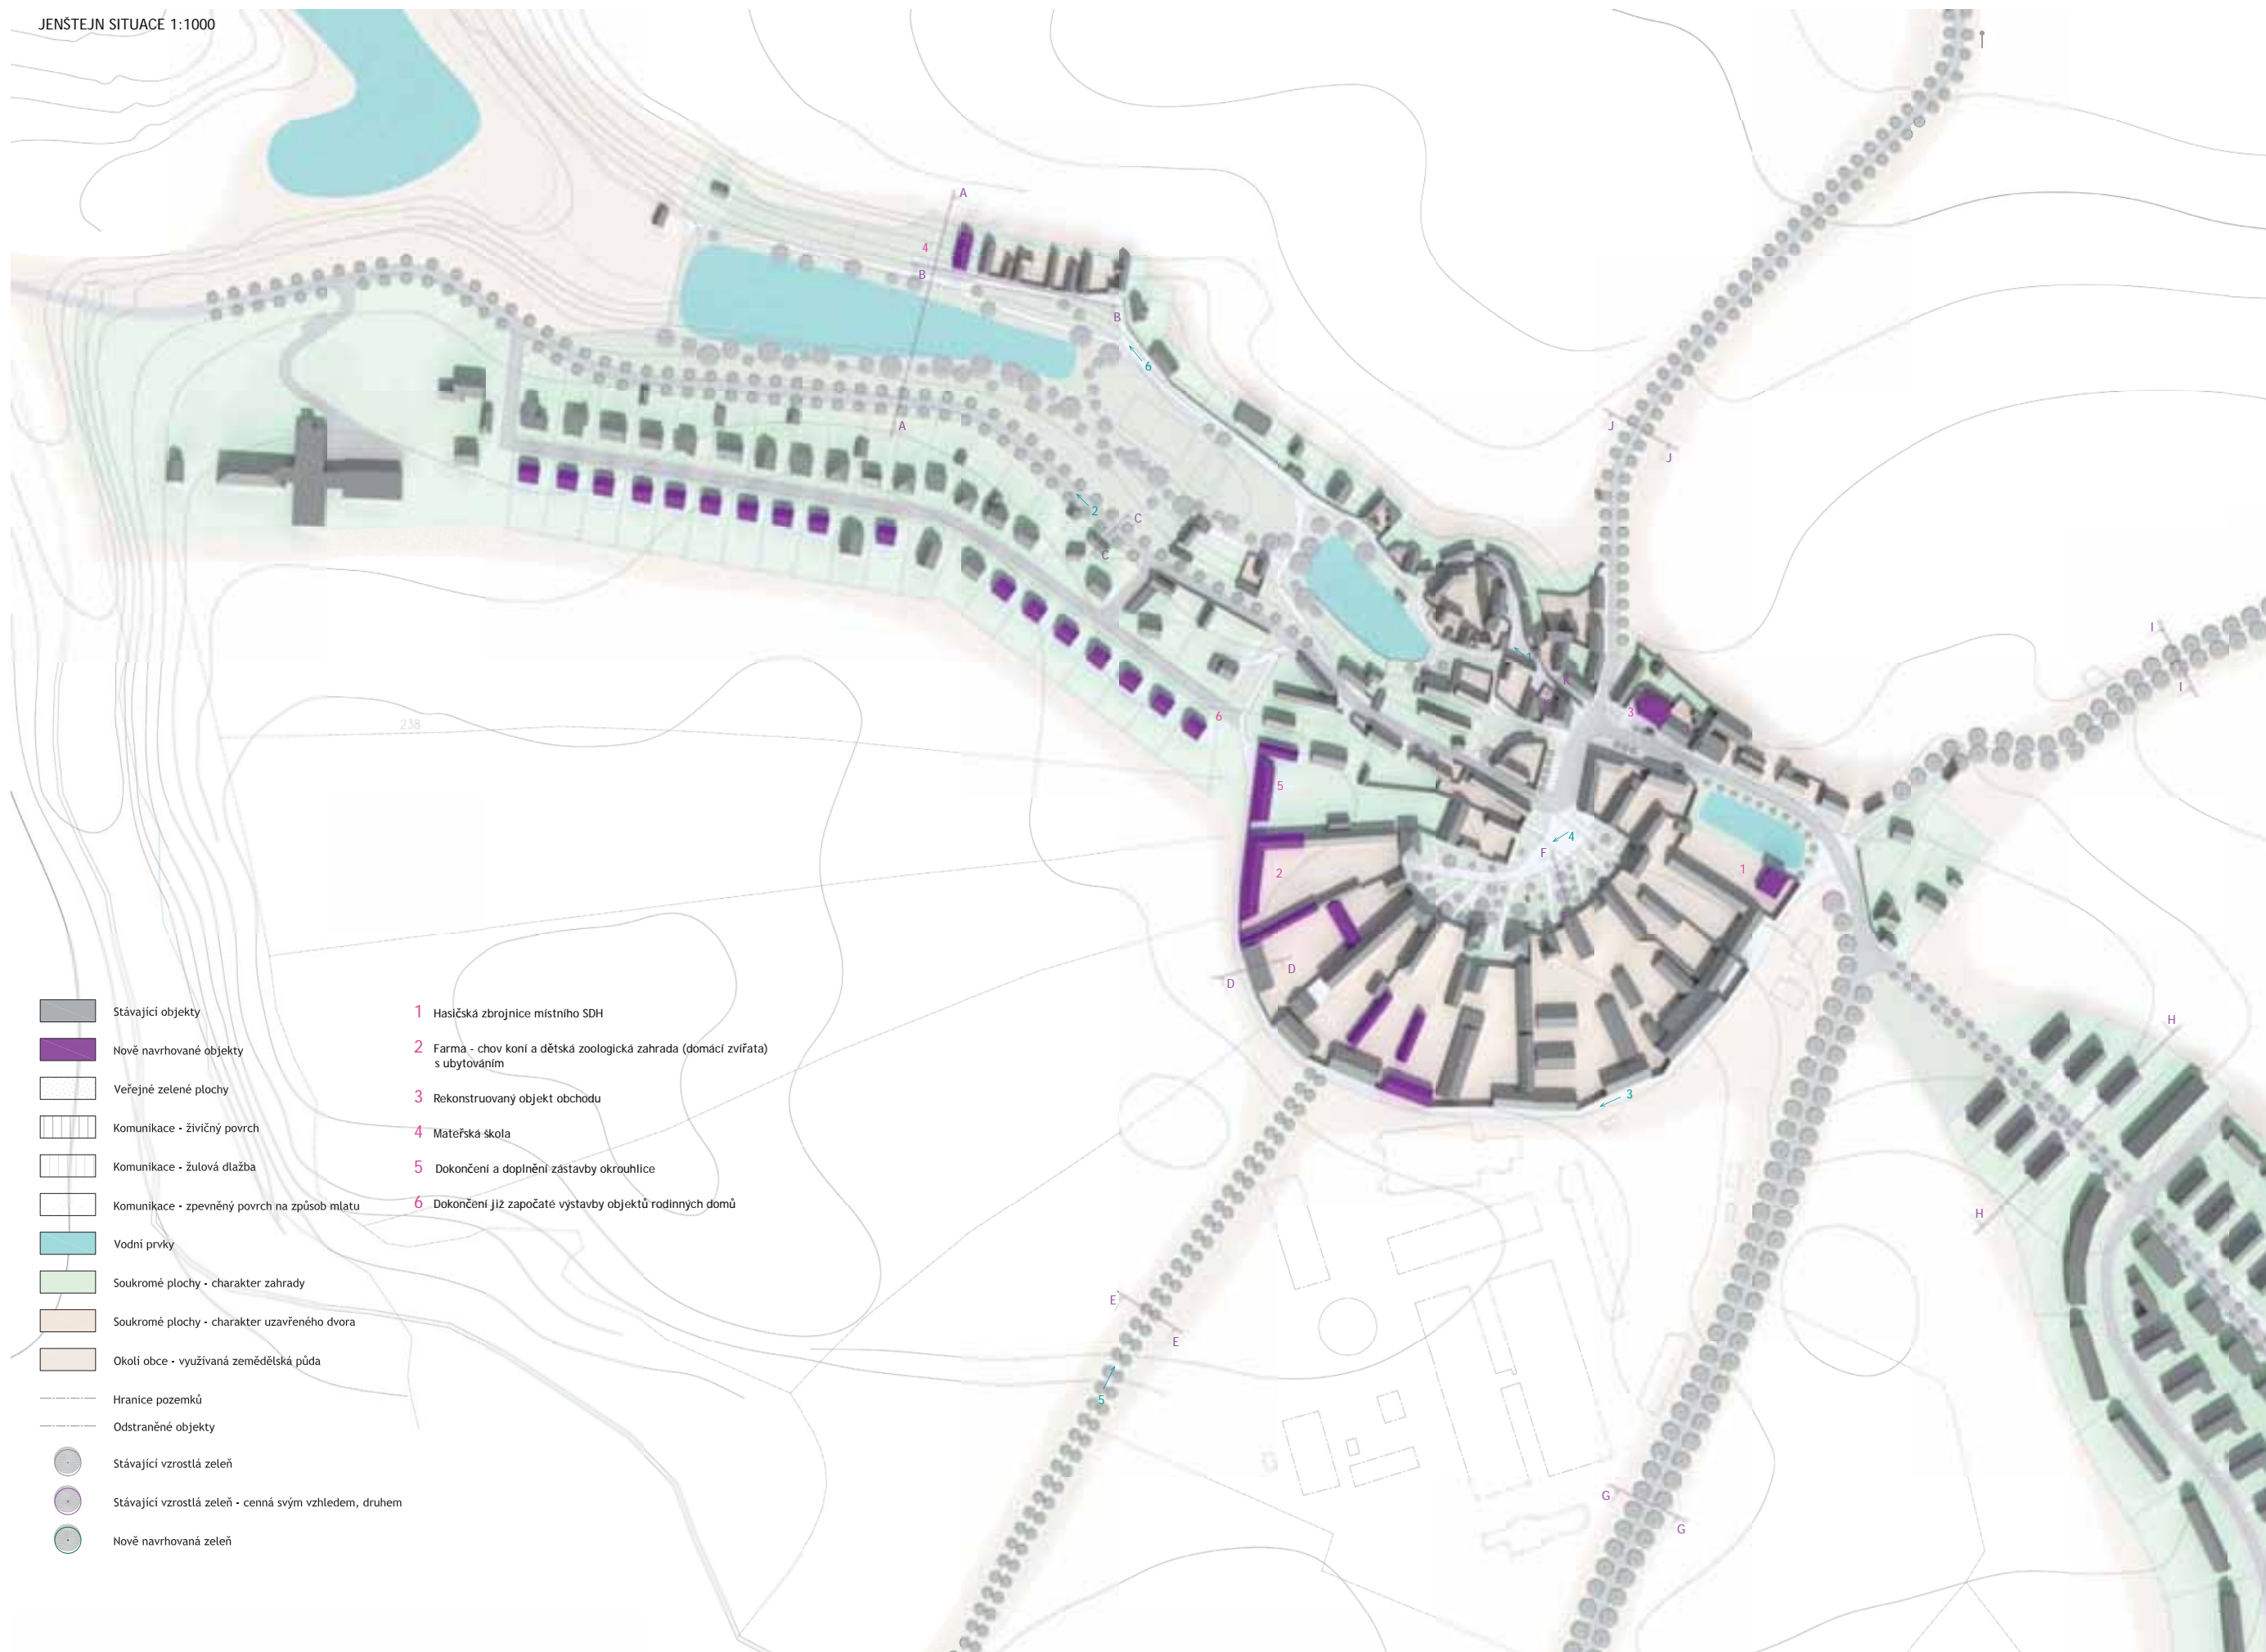 JENŠTEJN SITUACE 1:1000
A
4
B
B
6
A
J
J
2
C
C
I
I
1
K
3
6
238
5
4
F
1
2
D
D
H
H
3
E
E
5
G
G
Stávající objekty
Nově navrhované objekty
Veřejné zelené plochy
Komunikace - živičný povrch
Komunikace - žulová dlažba
Komunikace - zpevněný povrch na způsob mlatu
Vodní prvky
Soukromé plochy - charakter zahrady
Soukromé plochy - charakter uzavřeného dvora
Okolí obce - využívaná zemědělská půda
Hranice pozemků
Odstraněné objekty
Stávající vzrostlá zeleň
Stávající vzrostlá zeleň - cenná svým vzhledem, druhem
Nově navrhovaná zeleň
1 Hasičská zbrojnice místního SDH
2 Farma - chov koní a dětská zoologická zahrada (domácí zvířata)
s ubytováním
3 Rekonstruovaný objekt obchodu
4 Mateřská škola
5 Dokončení a doplnění zástavby okrouhlice
6 Dokončení již započaté výstavby objektů rodinných domů